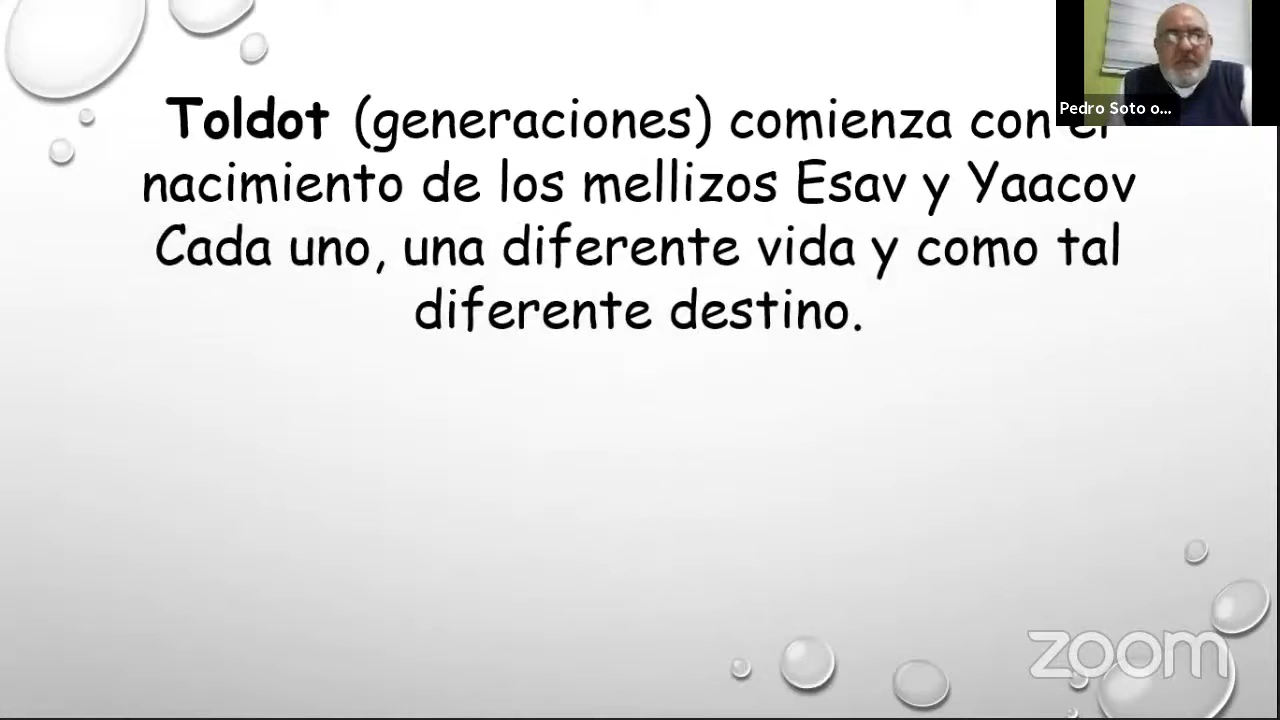 Pedro Soto o...
Toldot (generaciones) comienza con el
nacimiento de los mellizos Esav y Yaacov
Cada uno, una diferente vida y como tal
diferente destino.
zoom